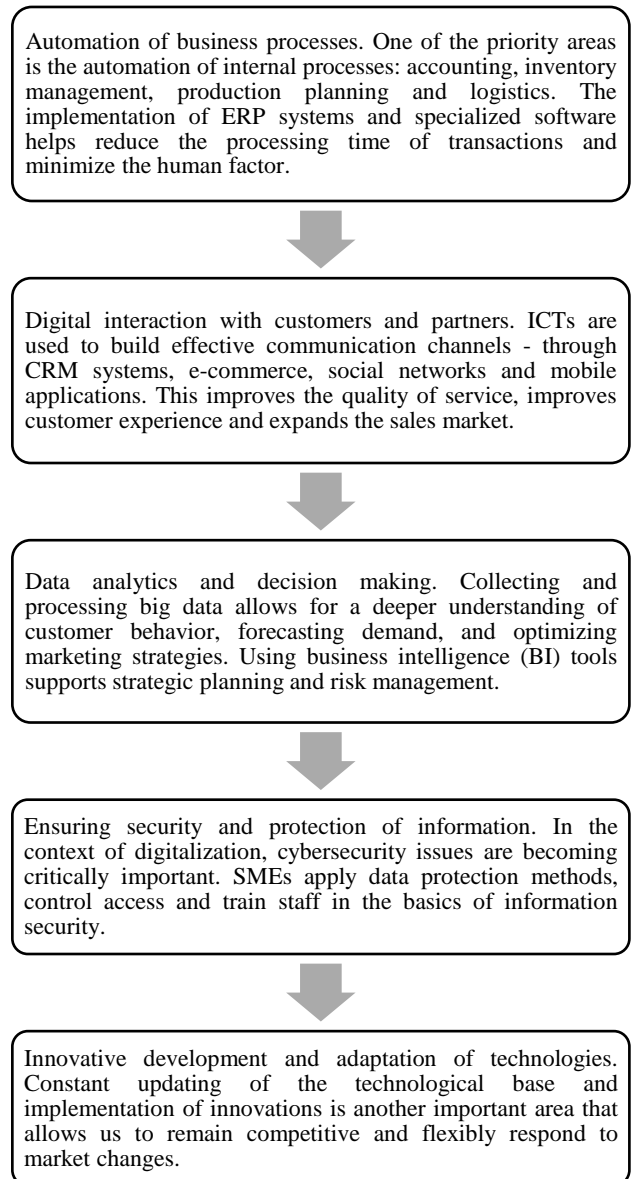 Automation of business processes. One of the priority areas
is the automation of internal processes: accounting, inventory
management, production planning and logistics. The
implementation of ERP systems and specialized software
helps reduce the processing time of transactions and
minimize the human factor.
Digital interaction with customers and partners. ICTs are
used to build effective communication channels - through
CRM systems, e-commerce, social networks and mobile
applications. This improves the quality of service, improves
customer experience and expands the sales market.
Data analytics and decision making. Collecting and
processing big data allows for a deeper understanding of
customer behavior, forecasting demand, and optimizing
marketing strategies. Using business intelligence (BI) tools
supports strategic planning and risk management.
Ensuring security and protection of information. In the
context of digitalization, cybersecurity issues are becoming
critically important. SMEs apply data protection methods,
control access and train staff in the basics of information
security.
Innovative development and adaptation of technologies.
Constant updating of the technological base and
implementation of innovations is another important area that
allows us to remain competitive and flexibly respond to
market changes.